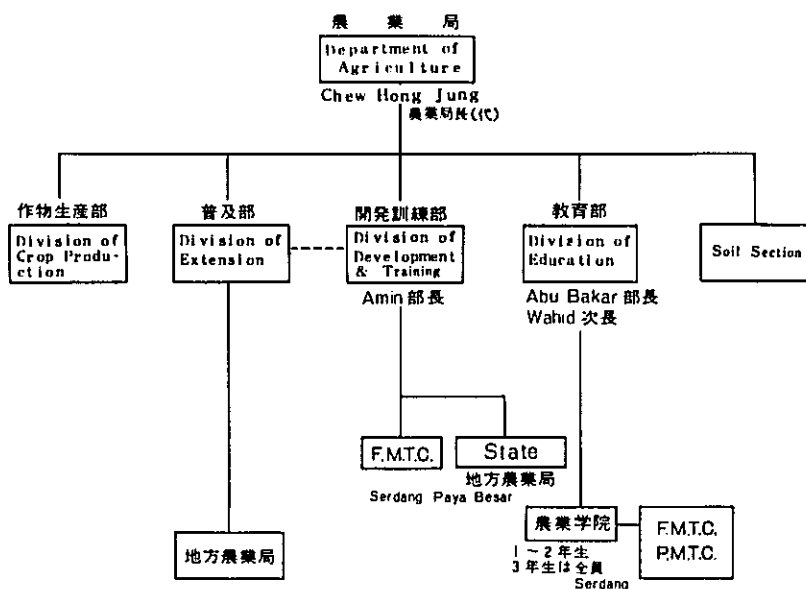 農業局
Department of
Agriculture
Chew Hong Jung
農業局長(代)
作物生産部
Division of
Crop Produ-
ction
普及部
Division of
Extension
開発訓練部
Division of
Development
& Training
Amin 部長
教育部
Division of
Education
Abu Bakar 部長
Wahid 次長
Soil Section
F.M.T.C.
State
地方農業局
Serdang Paya Besar
地方農業局
農業学院
1~2年生
3年生は全員
Serdang
F.M.T.C.
P.M.T.C.